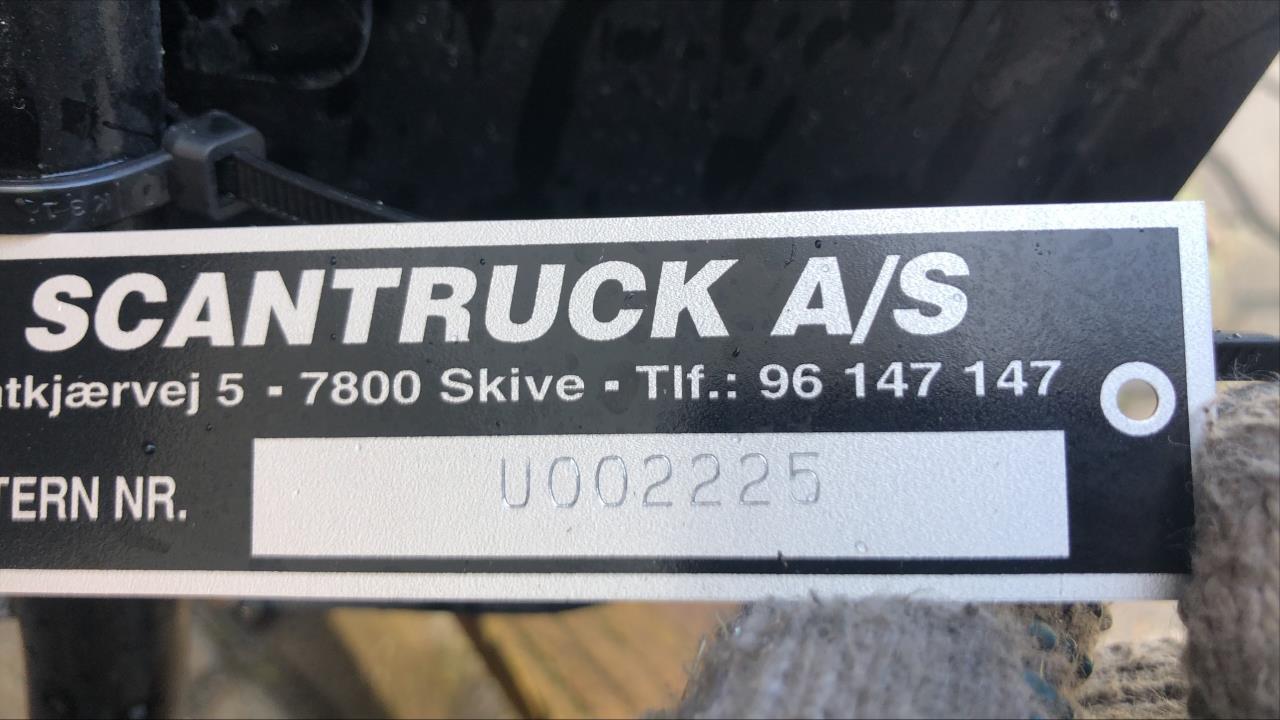 SCANTRUCK A/S
tkjærvej 5 - 7800 Skive - Tlf.: 96 147 147
TERN NR.
U002225